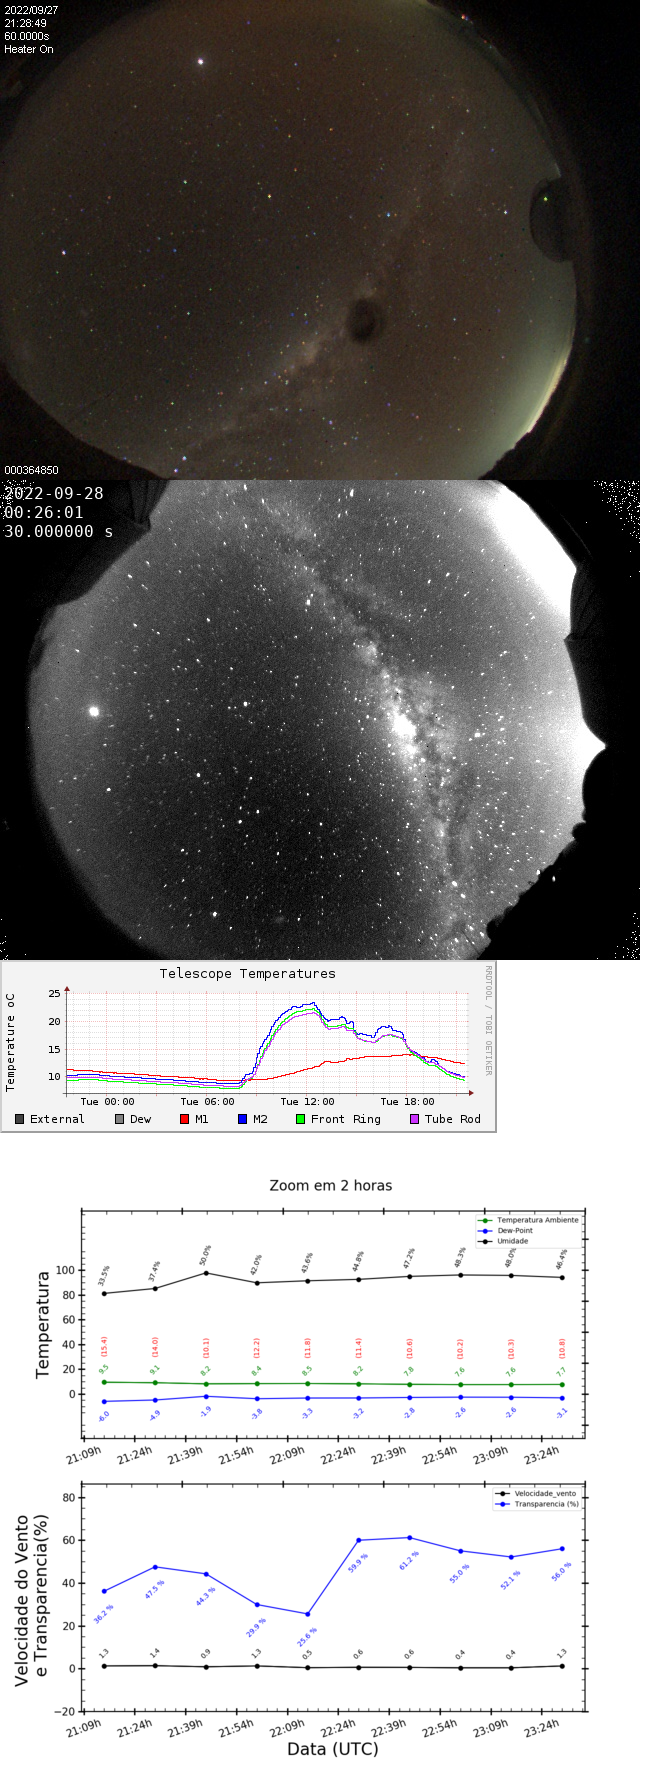 2022/09/27
21:28:49
60.0000s
Heater On
000364850
2022-09-28
00:26:01
30.000000 s
Telescope Temperatures
Temperature oC
25
20
15
10
Tue 00:00 Tue 06:00 Tue 12:00 Tue 18:00
External Dew M1 M2 Front Ring Tube Rod
RRDTOOL / TOBI OETIKER
Zoom em 2 horas
Temperatura Ambiente
Dew-Point
Umidade
Temperatura
100
80
60
40
20
0
33.5% 37.4% 50.0% 42.0% 43.6% 44.8% 47.2% 48.3% 48.0% 46.4%
(15.4) (14.0) (10.1) (12.2) (11.8) (11.4) (10.6) (10.2) (10.3) (10.8)
9.5 9.1 8.2 8.4 8.5 8.2 7.8 7.6 7.6 7.7
-6.0 -4.9 -1.9 -3.8 -3.3 -3.2 -2.8 -2.6 -2.6 -3.1
21:09h 21:24h 21:39h 21:54h 22:09h 22:24h 22:39h 22:54h 23:09h 23:24h
Velocidade_vento
Transparencia (%)
Velocidade do Vento
e Transparencia(%)
80
60
40
20
0
−20
36.2 % 47.5 % 44.3 % 29.9 % 25.6 % 59.9 % 61.2 % 55.0 % 52.1 % 56.0 %
1.3 1.4 0.9 1.3 0.5 0.6 0.6 0.4 0.4 1.3
21:09h 21:24h 21:39h 21:54h 22:09h 22:24h 22:39h 22:54h 23:09h 23:24h
Data (UTC)